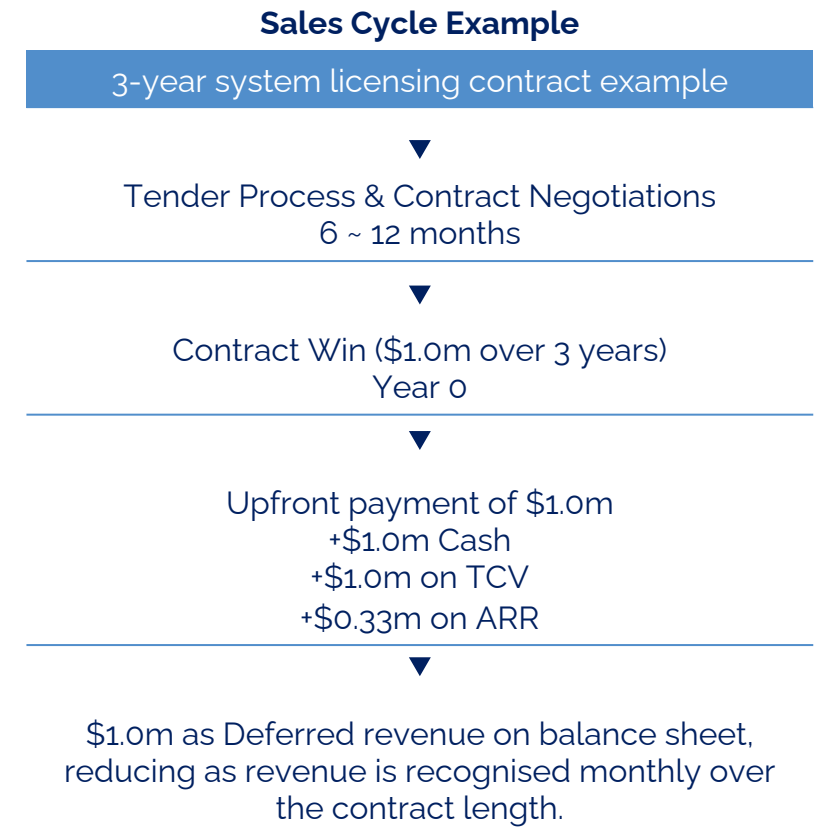 Sales Cycle Example
3-year system licensing contract example
Tender Process & Contract Negotiations
6 ~ 12 months
Contract Win ($1.0m over 3 years)
Year 0
Upfront payment of $1.0m
+$1.0m Cash
+$1.0m on TCV
+$0.33m on ARR
$1.0m as Deferred revenue on balance sheet,
reducing as revenue is recognised monthly over
the contract length.